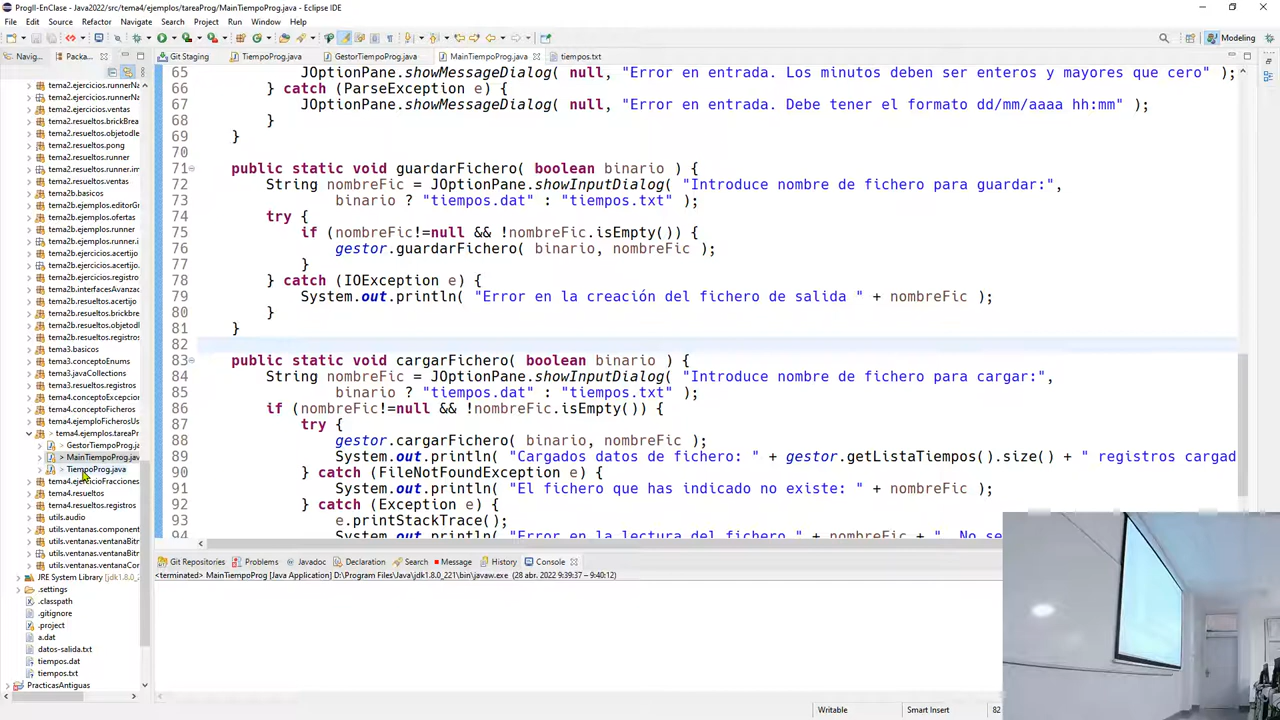 ProgII-EnClase - Java2022/src/tema4/ejemplos/tareaProg/MainTiempoProg.java - Eclipse IDE
File Edit Source Refactor Navigate Search Project Run Window Help
Modeling
Navig... Packa...
Git Staging TiempoProg.java GestorTiempoProg.java MainTiempoProg.java tiempos.txt
tema2.ejercicios.runnerNa
tema2.ejercicios.ventas
tema2.resueltos.brickBrea
tema2.resueltos.objetodle
tema2.resueltos.pong
tema2.resueltos.runner
tema2.resueltos.runner.im
tema2.resueltos.ventas
tema2b.basicos
tema2b.ejemplos.editorGr
tema2b.ejemplos.ofertas
tema2b.ejemplos.runner
tema2b.ejemplos.runner.i
tema2b.ejercicios.acertijo
tema2b.ejercicios.acertijo.
tema2b.ejercicios.registro
tema2b.interfacesAvanza
tema2b.resueltos.acertijo
tema2b.resueltos.brickbre
tema2b.resueltos.objetodl
tema2b.resueltos.registros
tema3.basicos
tema3.conceptoEnums
tema3.javaCollections
tema3.resueltos.registros
tema4.conceptoExcepcion
tema4.conceptoFicheros
tema4.ejemploFicherosUs
> tema4.ejemplos.tareaPr
> GestorTiempoProg.ja
> MainTiempoProg.jav
> TiempoProg.java
tema4.ejercicioFracciones
tema4.resueltos
tema4.resueltos.registros
utils.audio
utils.ventanas.component
utils.ventanas.ventanaBitr
utils.ventanas.ventanaBitr
utils.ventanas.ventanaCor
JRE System Library [jdk1.8.0_2
.settings
.classpath
.gitignore
.project
a.dat
datos-salida.txt
tiempos.dat
tiempos.txt
PracticasAntiguas
65 JOptionPane.showMessageDialog( null, "Error en entrada. Los minutos deben ser enteros y mayores que cero" );
66 } catch (ParseException e) {
67 JOptionPane.showMessageDialog( null, "Error en entrada. Debe tener el formato dd/mm/aaaa hh:mm" );
68 }
69 }
70
71 public static void guardarFichero( boolean binario ) {
72 String nombreFic = JOptionPane.showInputDialog( "Introduce nombre de fichero para guardar:",
73 binario ? "tiempos.dat" : "tiempos.txt" );
74 try {
75 if (nombreFic!=null && !nombreFic.isEmpty()) {
76 gestor.guardarFichero( binario, nombreFic );
77 }
78 } catch (IOException e) {
79 System.out.println( "Error en la creación del fichero de salida " + nombreFic );
80 }
81 }
82
83 public static void cargarFichero( boolean binario ) {
84 String nombreFic = JOptionPane.showInputDialog( "Introduce nombre de fichero para cargar:",
85 binario ? "tiempos.dat" : "tiempos.txt" );
86 if (nombreFic!=null && !nombreFic.isEmpty()) {
87 try {
88 gestor.cargarFichero( binario, nombreFic );
89 System.out.println( "Cargados datos de fichero: " + gestor.getListaTiempos().size() + " registros cargad
90 } catch (FileNotFoundException e) {
91 System.out.println( "El fichero que has indicado no existe: " + nombreFic );
92 } catch (Exception e) {
93 e.printStackTrace();
94 System.out.println( "Error en la lectura del fichero " + nombreFic + ". No se
Git Repositories Problems Javadoc Declaration Search Message History Console
<terminated> MainTiempoProg [Java Application] D:\Program Files\Java\jdk1.8.0_221\bin\javaw.exe (28 abr. 2022 9:39:37 – 9:40:12)
Writable Smart Insert 82